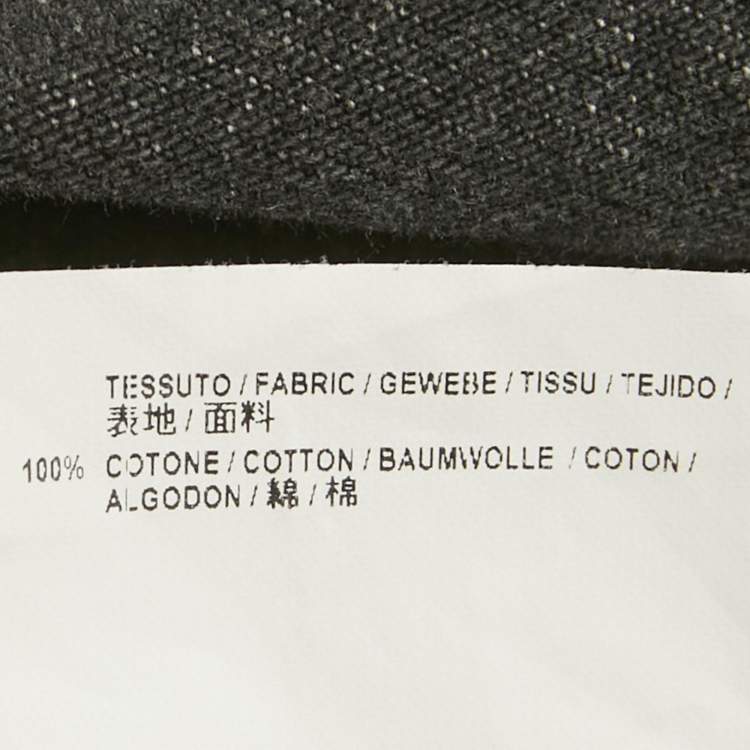 TESSUTO / FABRIC / GEWEBE / TISSU / TEJIDO /
表地 / 面料
100% COTONE / COTTON / BAUMWOLLE / COTON /
ALGODON / 綿 / 棉